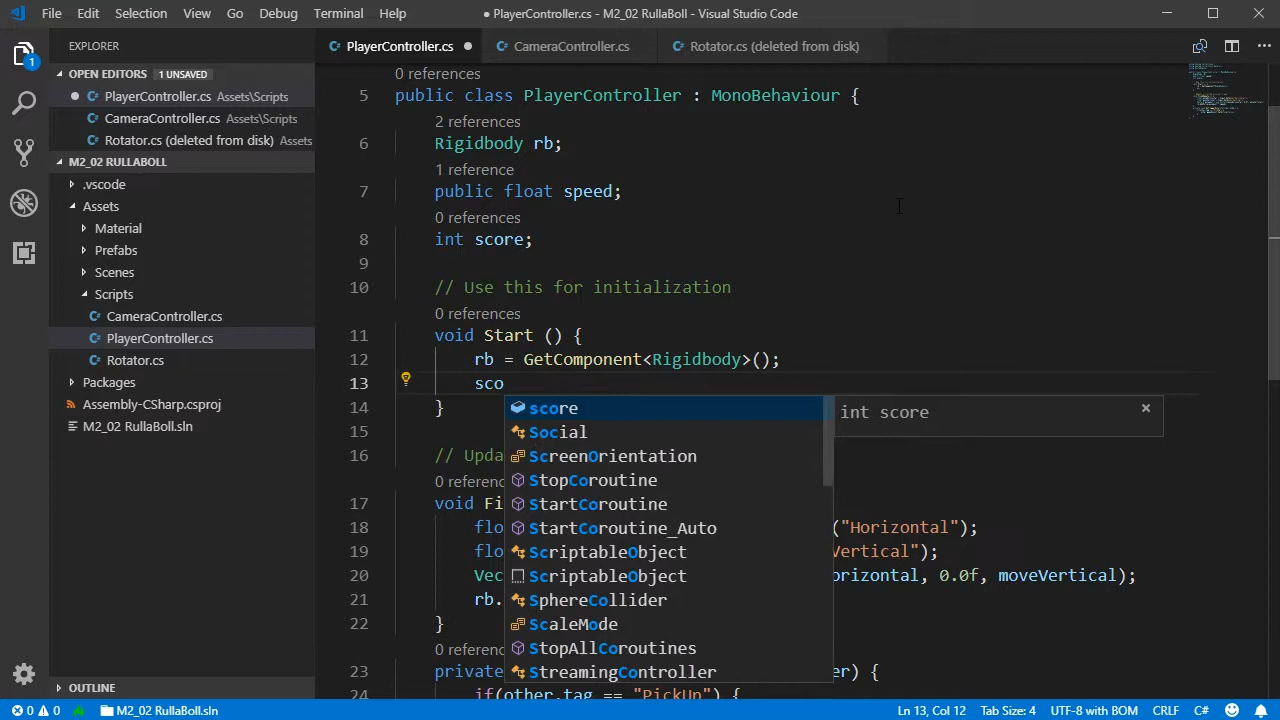 File Edit Selection View Go Debug Terminal Help
● PlayerController.cs - M2_02 RullaBoll - Visual Studio Code
EXPLORER
PlayerController.cs ●
CameraController.cs
Rotator.cs (deleted from disk)
1
OPEN EDITORS 1 UNSAVED
● PlayerController.cs Assets\Scripts
CameraController.cs Assets\Scripts
Rotator.cs (deleted from disk) Assets
M2_02 RULLABOLL
.vscode
Assets
Material
Prefabs
Scenes
Scripts
CameraController.cs
PlayerController.cs
Rotator.cs
Packages
Assembly-CSharp.csproj
M2_02 RullaBoll.sln
OUTLINE
0 references
5 public class PlayerController : MonoBehaviour {
2 references
6 Rigidbody rb;
1 reference
7 public float speed;
0 references
8 int score;
9
10 // Use this for initialization
0 references
11 void Start () {
12 rb = GetComponent<Rigidbody>();
13 sco
14 }
15
16 // Upda
0 referenc
17 void Fi
18 flo ("Horizontal");
19 flo Vertical");
20 Vec orizontal, 0.0f, moveVertical);
21 rb.
22 }
0 referenc
23 private er) {
24 if(other.tag == "PickUp") {
score
Social
ScreenOrientation
StopCoroutine
StartCoroutine
StartCoroutine_Auto
ScriptableObject
ScriptableObject
SphereCollider
ScaleMode
StopAllCoroutines
StreamingController
int score
0 0 M2_02 RullaBoll.sln
Ln 13, Col 12 Tab Size: 4 UTF-8 with BOM CRLF C#